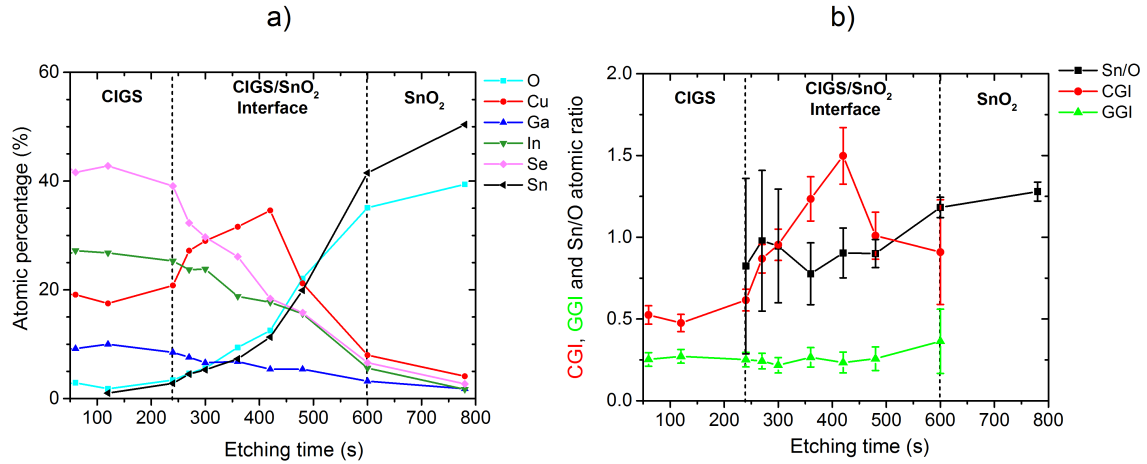 a)
60
40
20
0
Atomic percentage (%)
100 200 300 400 500 600 700 800
Etching time (s)
CIGS
CIGS/SnO₂
Interface
SnO₂
O
Cu
Ga
In
Se
Sn
b)
2.0
1.5
1.0
0.5
0.0
CGI, GGI and Sn/O atomic ratio
0 100 200 300 400 500 600 700 800
Etching time (s)
CIGS
CIGS/SnO₂
Interface
SnO₂
Sn/O
CGI
GGI